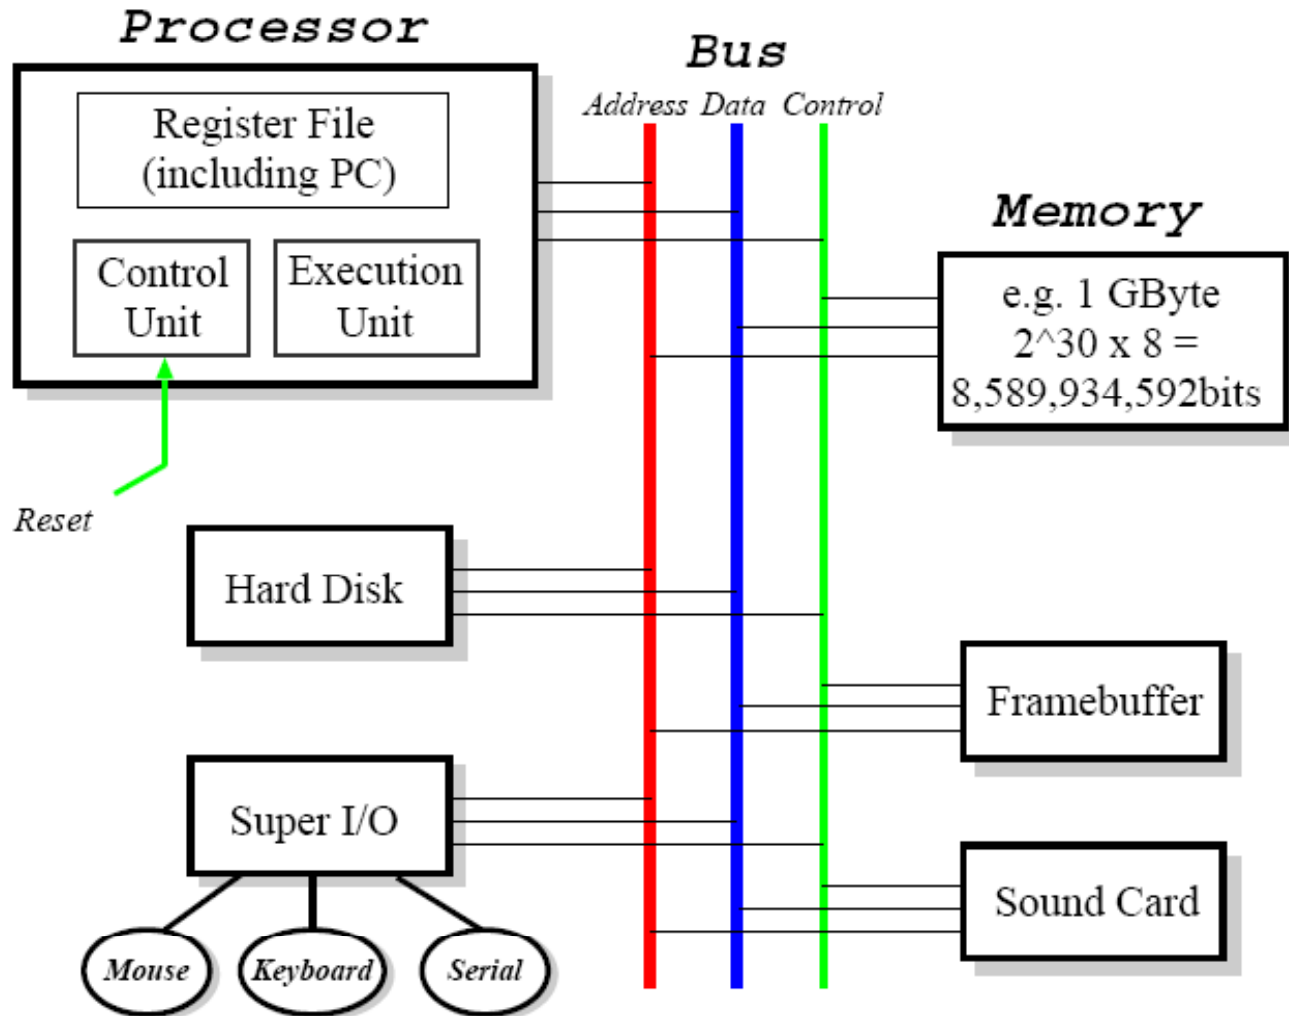 Processor
Register File
(including PC)
Control
Unit
Execution
Unit
Reset
Bus
Address Data Control
Memory
e.g. 1 GByte
2^30 x 8 =
8,589,934,592bits
Hard Disk
Framebuffer
Super I/O
Sound Card
Mouse
Keyboard
Serial